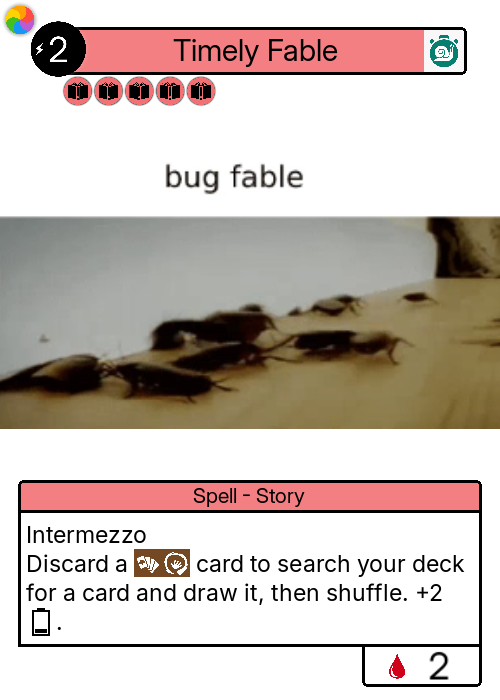 2
Timely Fable
bug fable
Spell - Story
Intermezzo
Discard a card to search your deck
for a card and draw it, then shuffle. +2
.
2